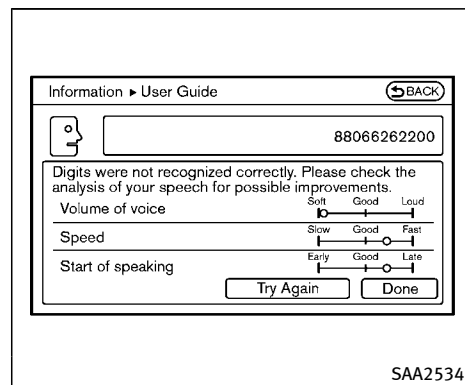 Information ▸ User Guide
BACK
88066262200
Digits were not recognized correctly. Please check the
analysis of your speech for possible improvements.
Volume of voice
Soft Good Loud
Speed
Slow Good Fast
Start of speaking
Early Good Late
Try Again
Done
SAA2534